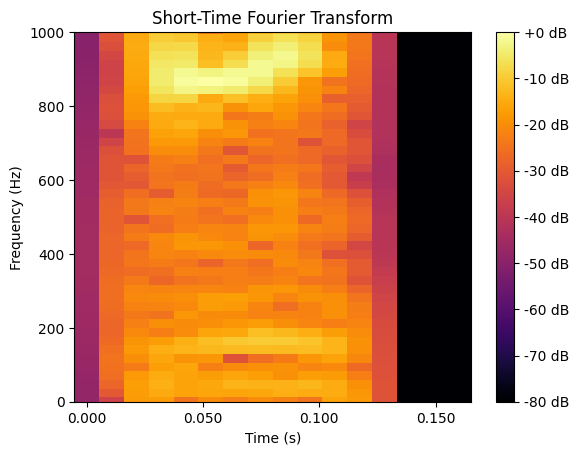 Short-Time Fourier Transform
Frequency (Hz)
1000
800
600
400
200
0
0.000
0.050
0.100
0.150
Time (s)
+0 dB
-10 dB
-20 dB
-30 dB
-40 dB
-50 dB
-60 dB
-70 dB
-80 dB